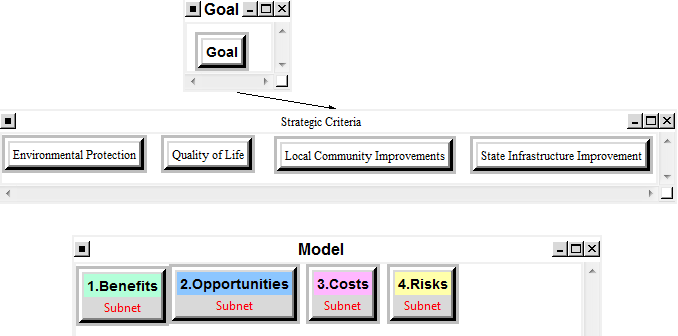 Goal
Goal
Strategic Criteria
Environmental Protection
Quality of Life
Local Community Improvements
State Infrastructure Improvement
Model
1.Benefits
Subnet
2.Opportunities
Subnet
3.Costs
Subnet
4.Risks
Subnet